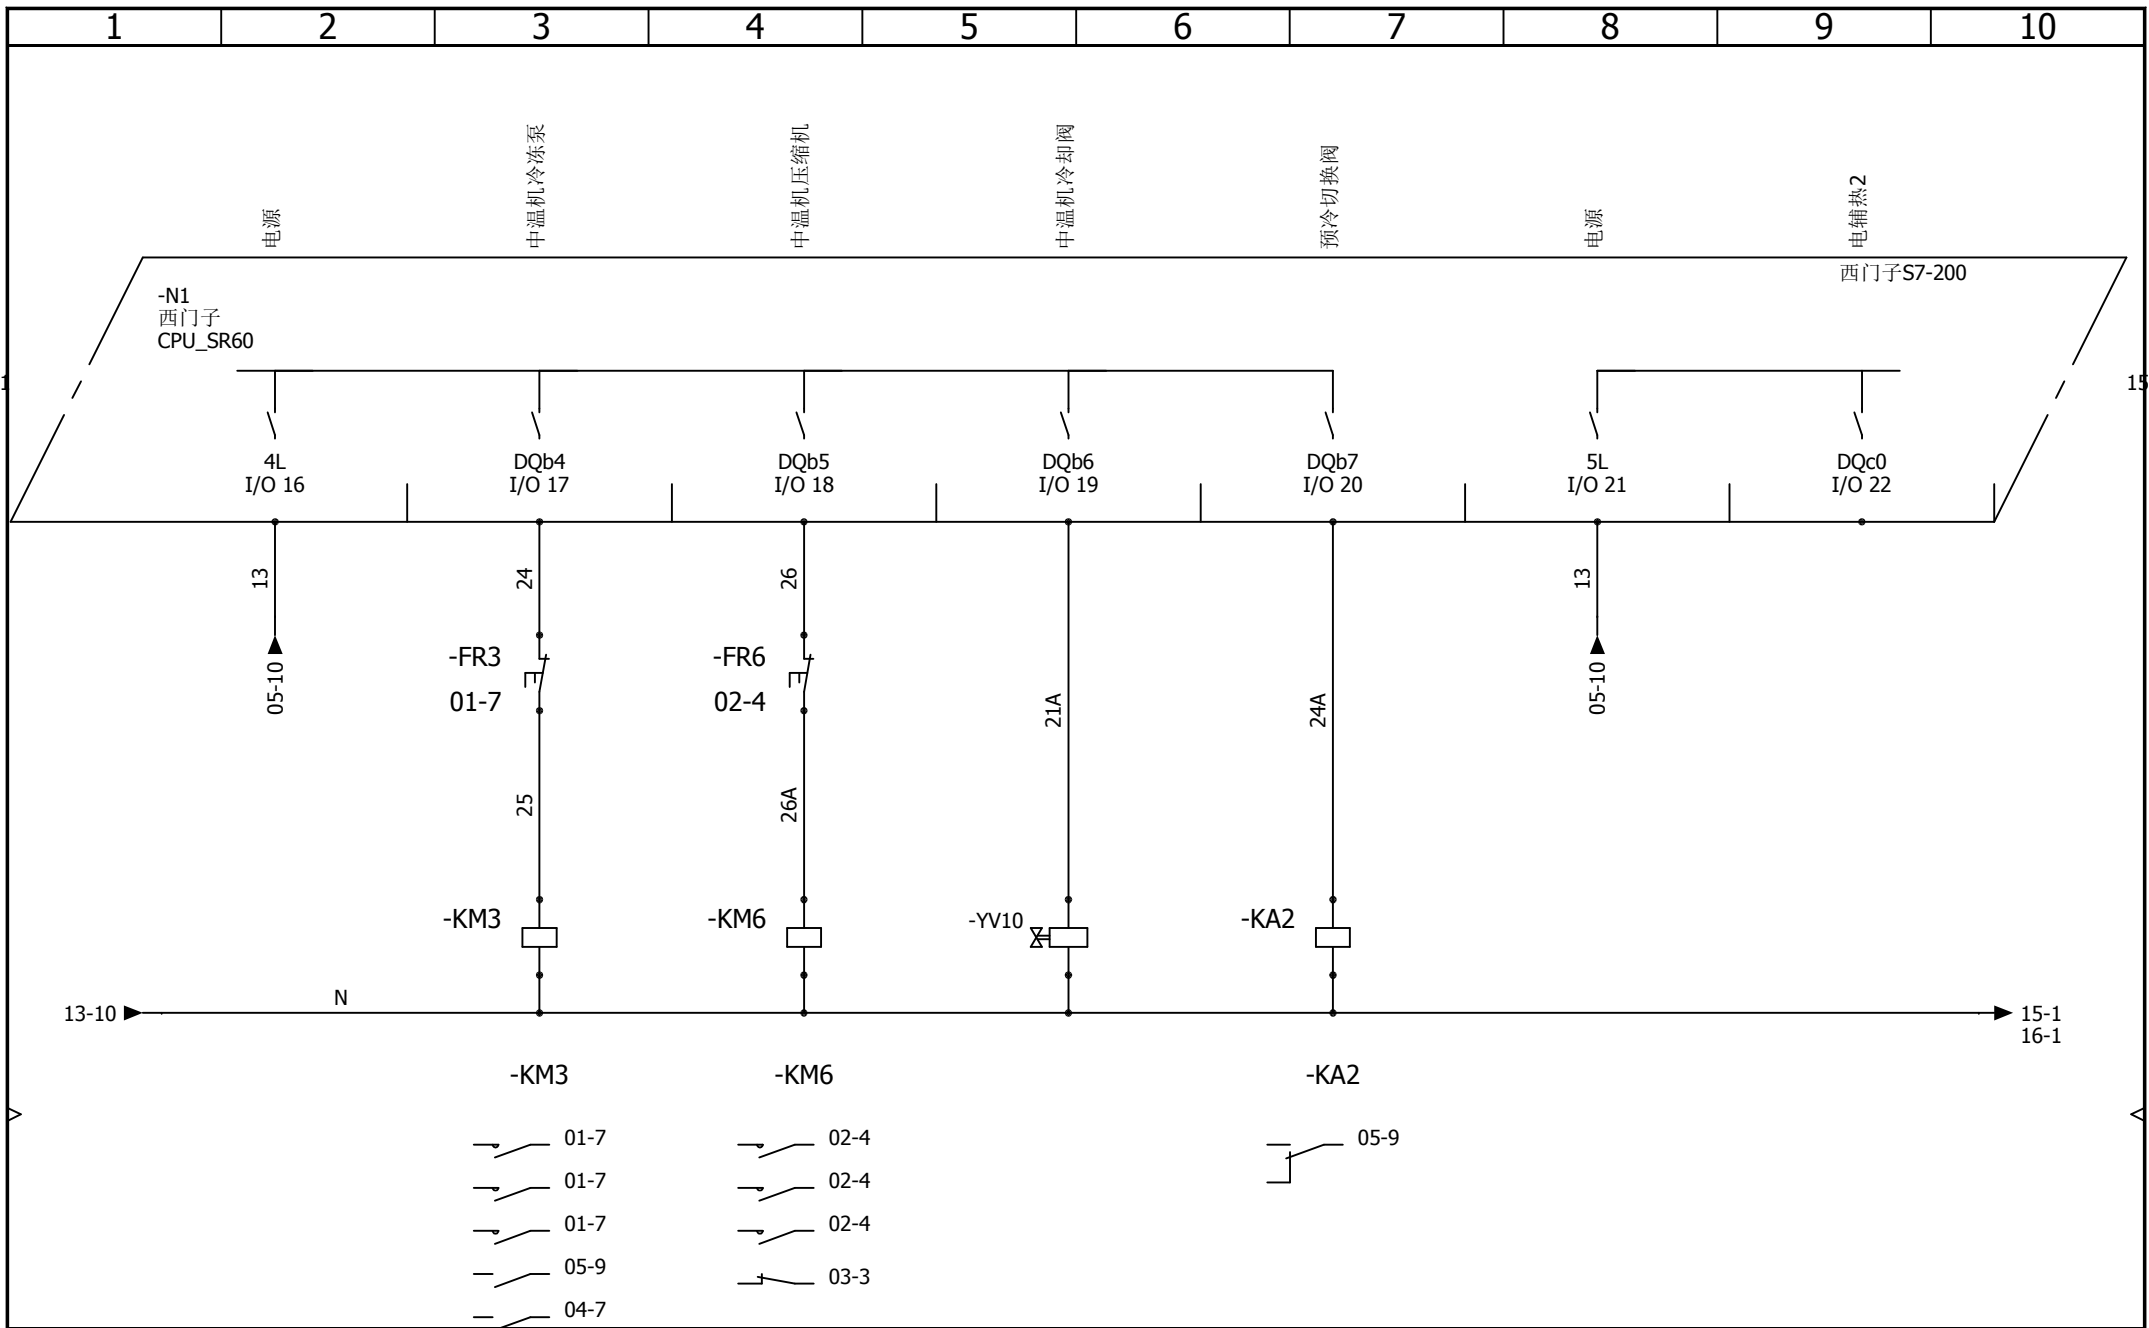 1 2 3 4 5 6 7 8 9 10
电源 中温机冷冻泵 中温机压缩机 中温机冷却阀 预冷切换阀 电源 电辅热2
西门子S7-200
-N1
西门子
CPU_SR60
1 15
4L DQb4 DQb5 DQb6 DQb7 5L DQc0
I/O 16 I/O 17 I/O 18 I/O 19 I/O 20 I/O 21 I/O 22
13 24 26 13
-FR3 -FR6
05-10 01-7 02-4 21A 24A 05-10
25 26A
-KM3 -KM6 -YV10 -KA2
N
13-10 15-1
16-1
-KM3 -KM6 -KA2
01-7 02-4 05-9
01-7 02-4
01-7 02-4
05-9 03-3
04-7